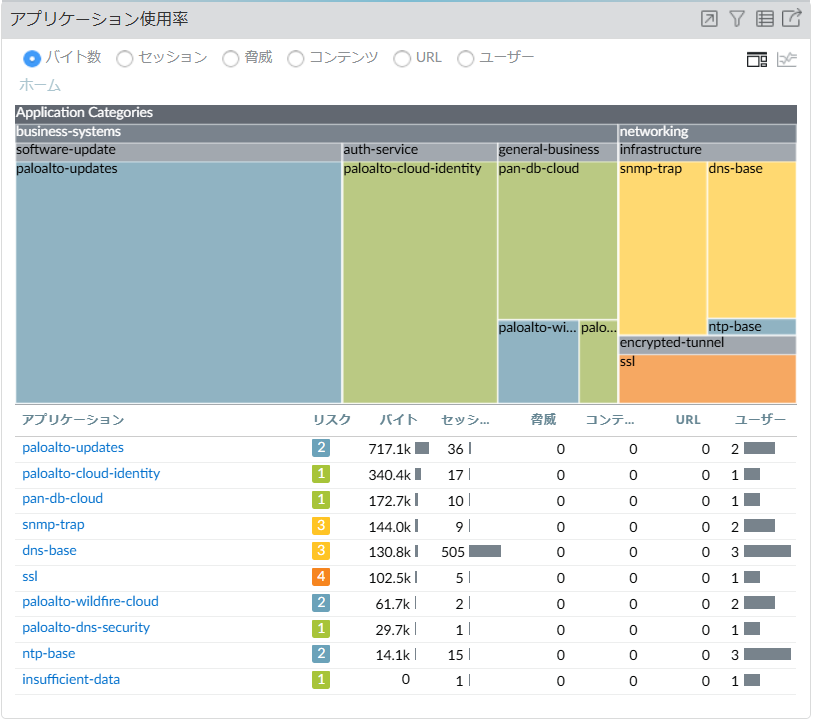 アプリケーション使用率
バイト数 セッション 脅威 コンテンツ URL ユーザー
ホーム
Application Categories
business-systems networking
software-update auth-service general-business infrastructure
paloalto-updates paloalto-cloud-identity pan-db-cloud snmp-trap dns-base
paloalto-wi... palo... ntp-base
encrypted-tunnel
ssl
アプリケーション リスク バイト セッシ... 脅威 コンテ... URL ユーザー
paloalto-updates 2 717.1k 36 0 0 0 2
paloalto-cloud-identity 1 340.4k 17 0 0 0 1
pan-db-cloud 1 172.7k 10 0 0 0 1
snmp-trap 3 144.0k 9 0 0 0 2
dns-base 3 130.8k 505 0 0 0 3
ssl 4 102.5k 5 0 0 0 1
paloalto-wildfire-cloud 2 61.7k 2 0 0 0 2
paloalto-dns-security 1 29.7k 1 0 0 0 1
ntp-base 2 14.1k 15 0 0 0 3
insufficient-data 1 0 1 0 0 0 1